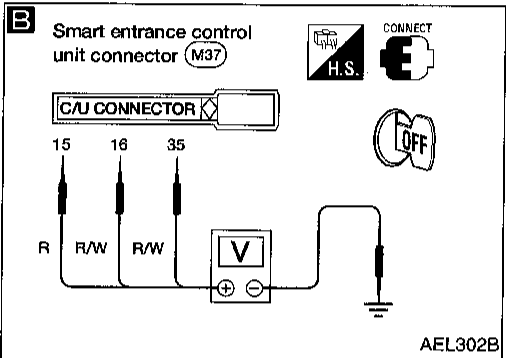 B
Smart entrance control
unit connector (M37)
CONNECT
H.S.
C/U CONNECTOR
OFF
15 16 35
R R/W R/W
V
+ −
AEL302B